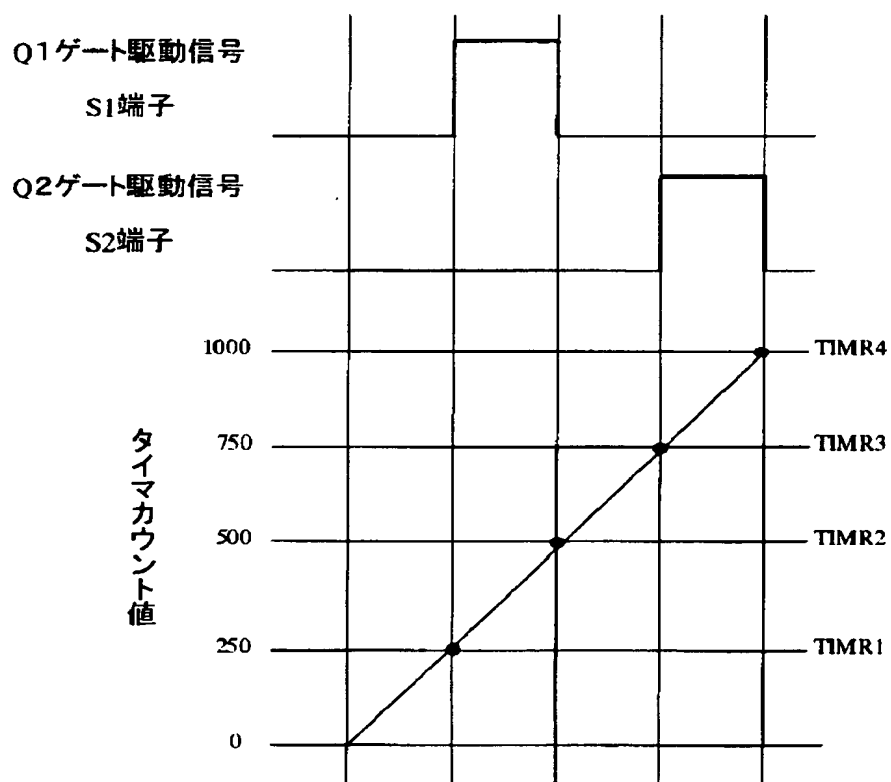 Q1ゲート駆動信号
S1端子
Q2ゲート駆動信号
S2端子
1000
TIMR4
750
TIMR3
タイマカウント値
500
TIMR2
250
TIMR1
0